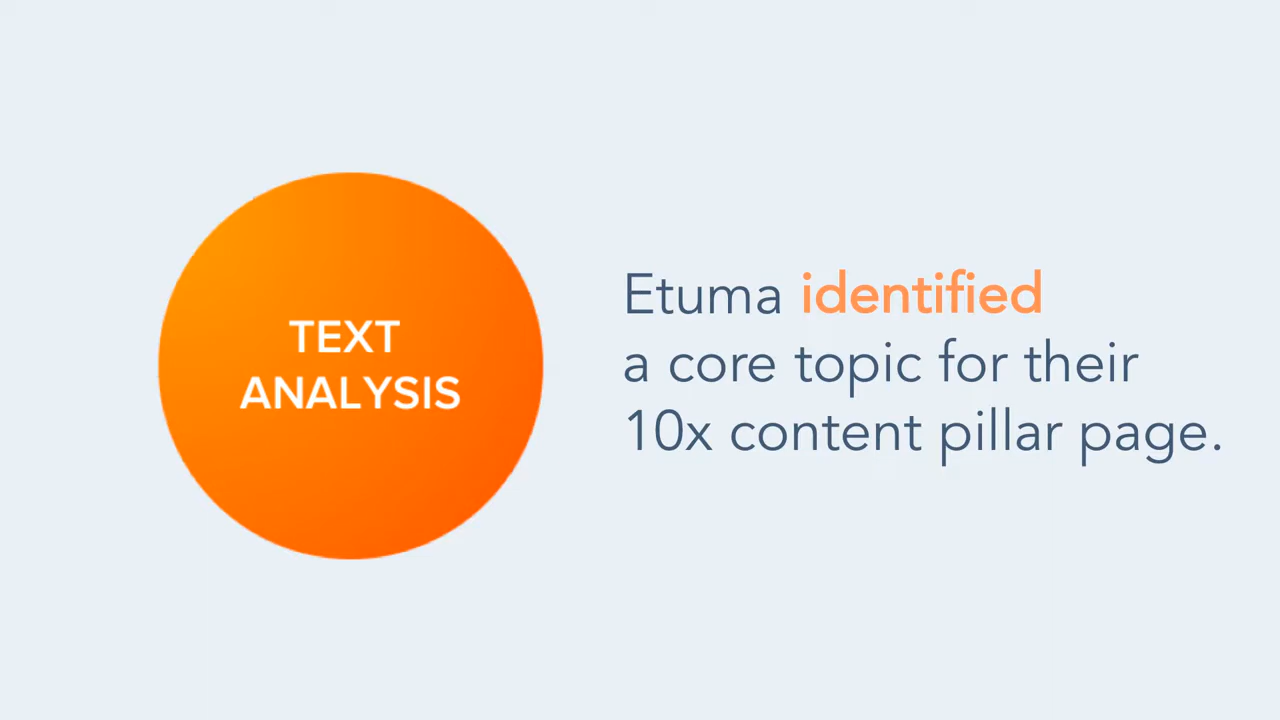 TEXT
ANALYSIS
Etuma identified
a core topic for their
10x content pillar page.